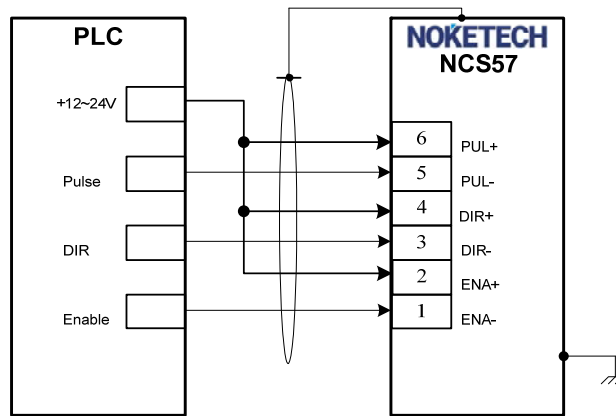 PLC
NOKETECH
NCS57
+12~24V
6
PUL+
Pulse
5
PUL-
4
DIR+
DIR
3
DIR-
2
ENA+
Enable
1
ENA-